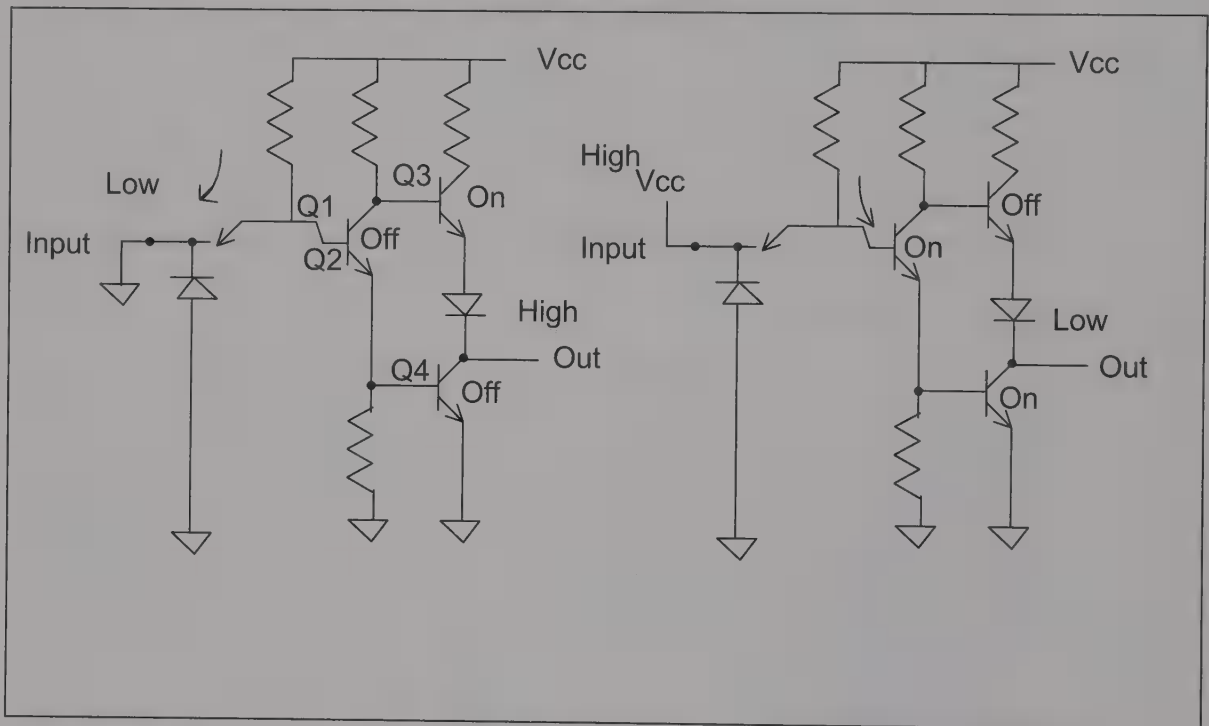 Vcc
Low
Q1
Q3
On
Input
Q2
Off
High
Out
Q4
Off
Vcc
High
Vcc
Input
On
Off
Low
Out
On